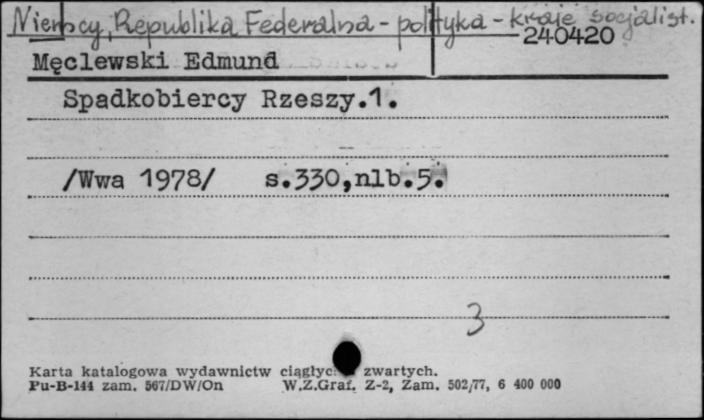 Niemcy, Republika Federalna - polityka - kraje socjalist.
240420
Męclewski Edmund
Spadkobiercy Rzeszy.1.
/Wwa 1978/ s.330,nlb.5.
3
Karta katalogowa wydawnictw zwartych.
Pu-B-144 zam. 567/DW/On W.Z.Graf. Z-2, Zam. 502/77, 6 400 000